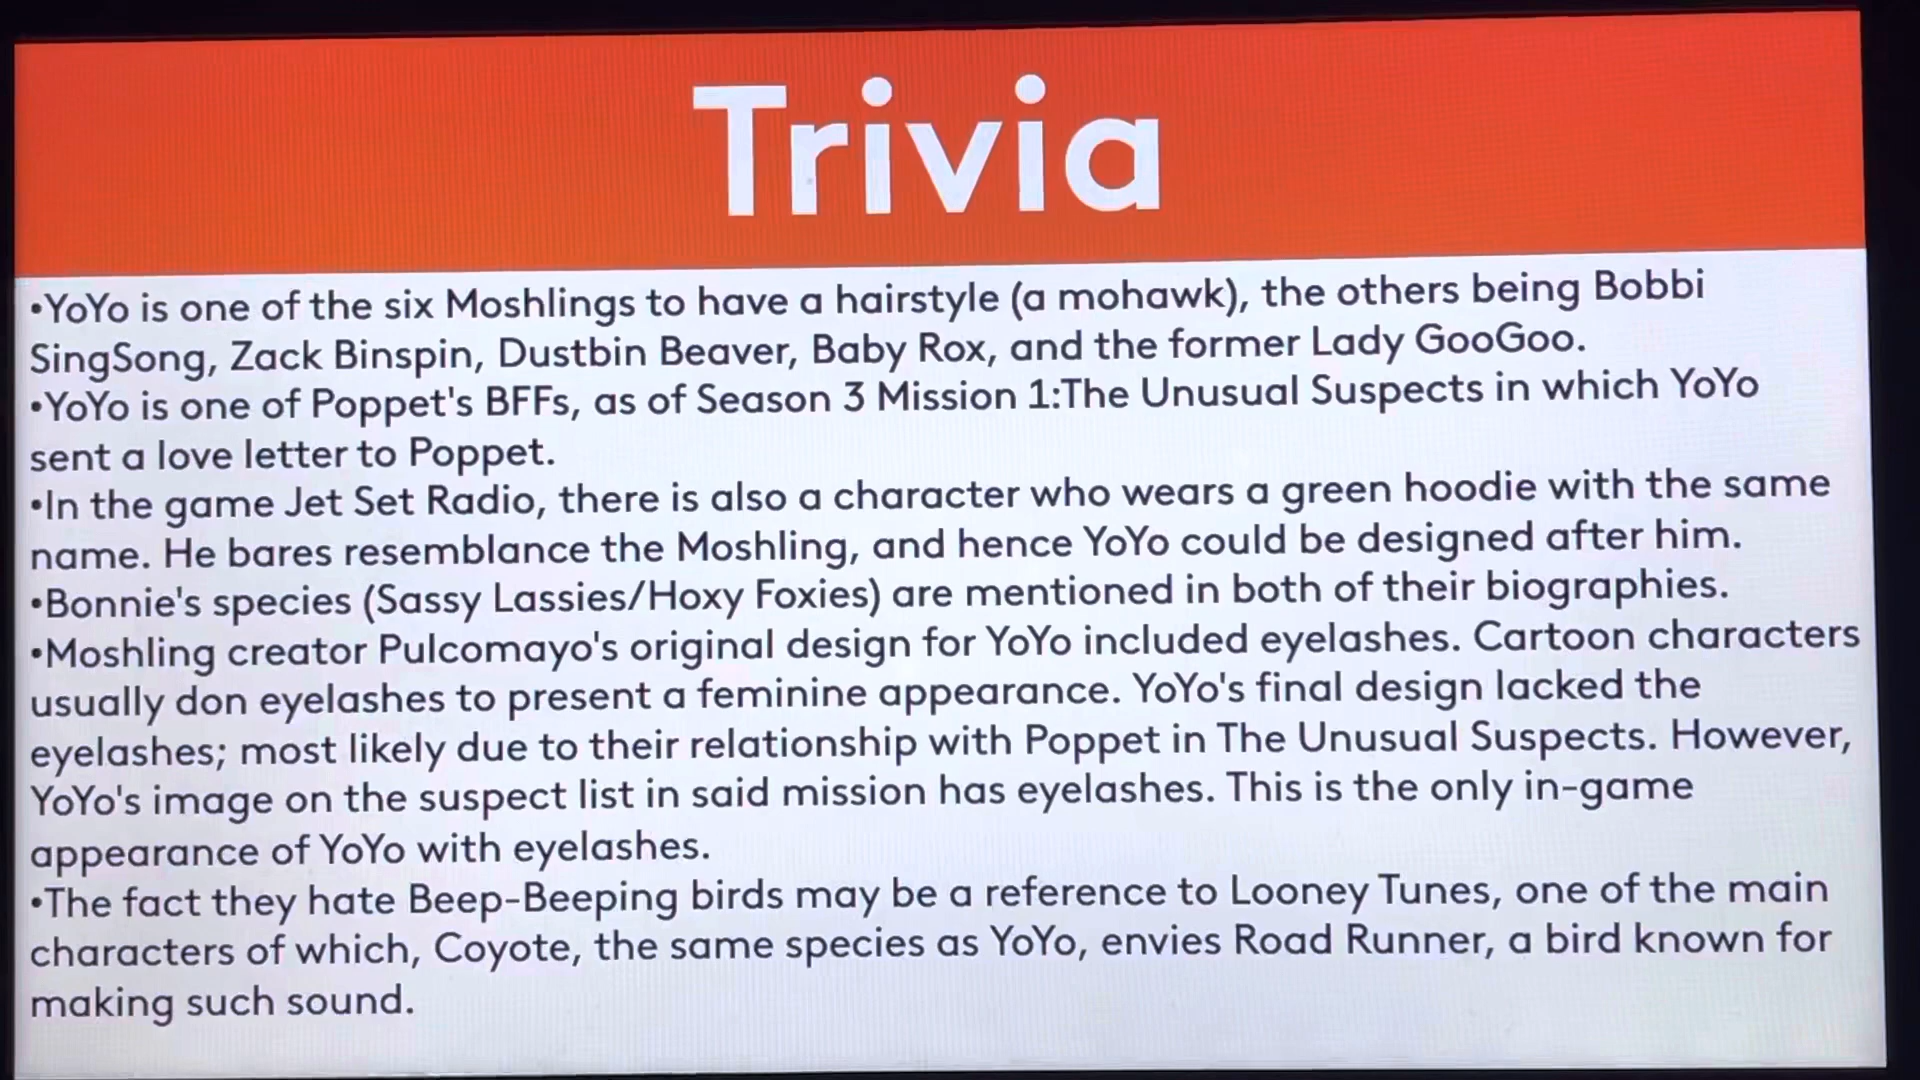 Trivia
•YoYo is one of the six Moshlings to have a hairstyle (a mohawk), the others being Bobbi
SingSong, Zack Binspin, Dustbin Beaver, Baby Rox, and the former Lady GooGoo.
•YoYo is one of Poppet's BFFs, as of Season 3 Mission 1:The Unusual Suspects in which YoYo
sent a love letter to Poppet.
•In the game Jet Set Radio, there is also a character who wears a green hoodie with the same
name. He bares resemblance the Moshling, and hence YoYo could be designed after him.
•Bonnie's species (Sassy Lassies/Hoxy Foxies) are mentioned in both of their biographies.
•Moshling creator Pulcomayo's original design for YoYo included eyelashes. Cartoon characters
usually don eyelashes to present a feminine appearance. YoYo's final design lacked the
eyelashes; most likely due to their relationship with Poppet in The Unusual Suspects. However,
YoYo's image on the suspect list in said mission has eyelashes. This is the only in-game
appearance of YoYo with eyelashes.
•The fact they hate Beep-Beeping birds may be a reference to Looney Tunes, one of the main
characters of which, Coyote, the same species as YoYo, envies Road Runner, a bird known for
making such sound.